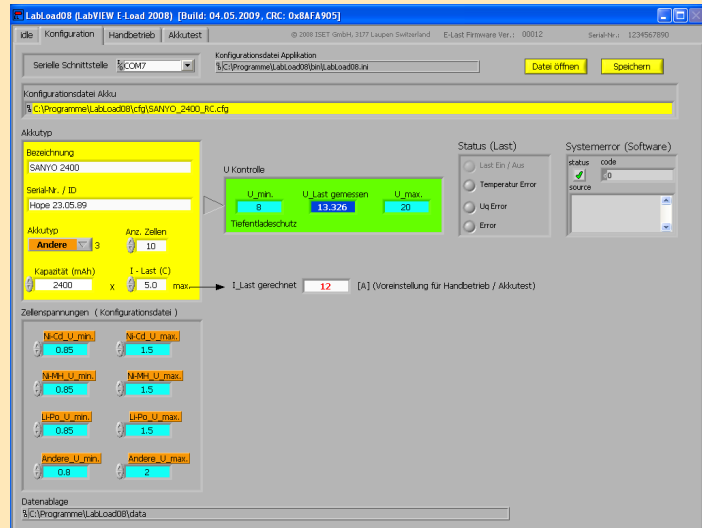 LabLoad08 (LabVIEW E-Load 2008) [Build: 04.05.2009, CRC: 0x8AFA905]
Idle Konfiguration Handbetrieb Akkutest © 2008 ISET GmbH, 3177 Laupen Switzerland E-Last Firmware Ver.: 00012 Serial-Nr.: 1234567890
Konfigurationsdatei Applikation
Serielle Schnittstelle COM7 C:\Programme\LabLoad08\bin\LabLoad08.ini Datei öffnen Speichern
Konfigurationsdatei Akku
C:\Programme\LabLoad08\cfg\SANYO_2400_RC.cfg
Akkutyp
Bezeichnung
SANYO 2400
Serial-Nr. / ID
Hope 23.05.89
Akkutyp Anz. Zellen
Andere 3 10
Kapazität (mAh) I - Last (C)
2400 x 5.0 max.
U Kontrolle
U_min. U_Last gemessen U_max.
8 13.326 20
Tiefentladeschutz
I_Last gerechnet 12 [A] (Voreinstellung für Handbetrieb / Akkutest)
Status (Last)
Last Ein / Aus
Temperatur Error
Uq Error
Error
Systemerror (Software)
status code
0
source
Zellenspannungen ( Konfigurationsdatei )
Ni-Cd_U_min. Ni-Cd_U_max.
0.85 1.5
Ni-MH_U_min. Ni-MH_U_max.
0.85 1.5
Li-Po_U_min. Li-Po_U_max.
0.85 1.5
Andere_U_min. Andere_U_max.
0.8 2
Datenablage
C:\Programme\LabLoad08\data